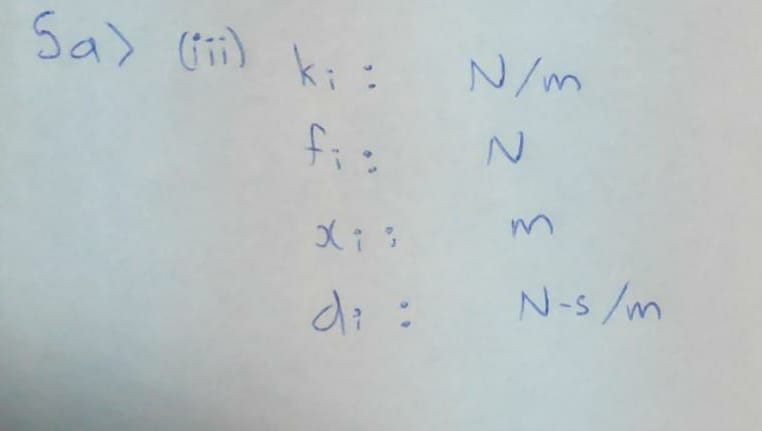 5a> (iii) ki : N/m
fi : N
xi : m
di : N-s/m